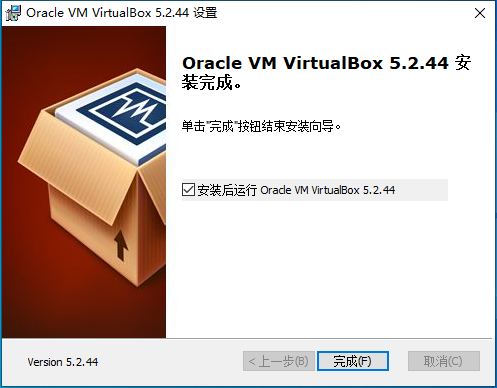 Oracle VM VirtualBox 5.2.44 设置
Oracle VM VirtualBox 5.2.44 安
装完成。
单击"完成"按钮结束安装向导。
安装后运行 Oracle VM VirtualBox 5.2.44
Version 5.2.44
< 上一步(B)
完成(F)
取消(C)